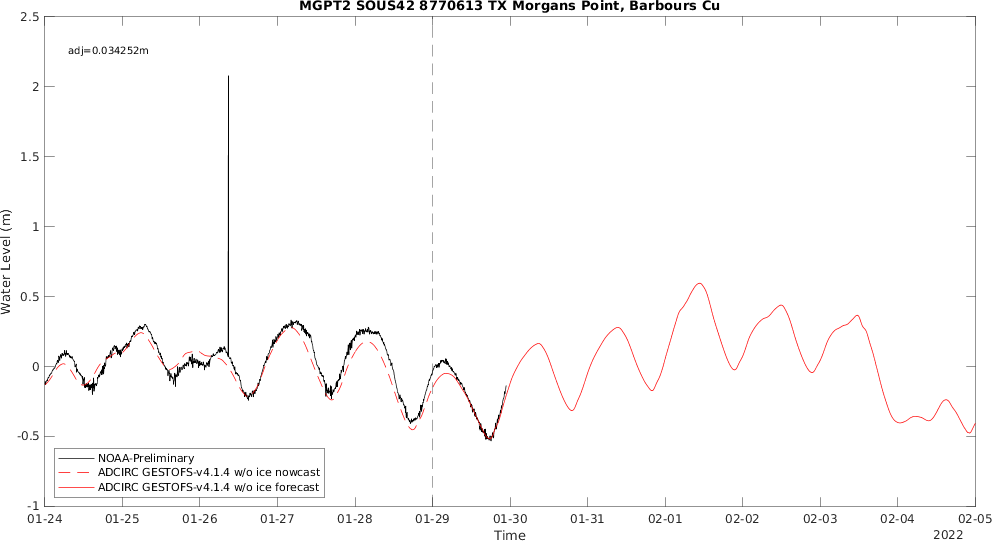 MGPT2 SOUS42 8770613 TX Morgans Point, Barbours Cu
adj=0.034252m
Water Level (m)
2.5
2
1.5
1
0.5
0
-0.5
-1
NOAA-Preliminary
ADCIRC GESTOFS-v4.1.4 w/o ice nowcast
ADCIRC GESTOFS-v4.1.4 w/o ice forecast
01-24 01-25 01-26 01-27 01-28 01-29 01-30 01-31 02-01 02-02 02-03 02-04 02-05
Time
2022